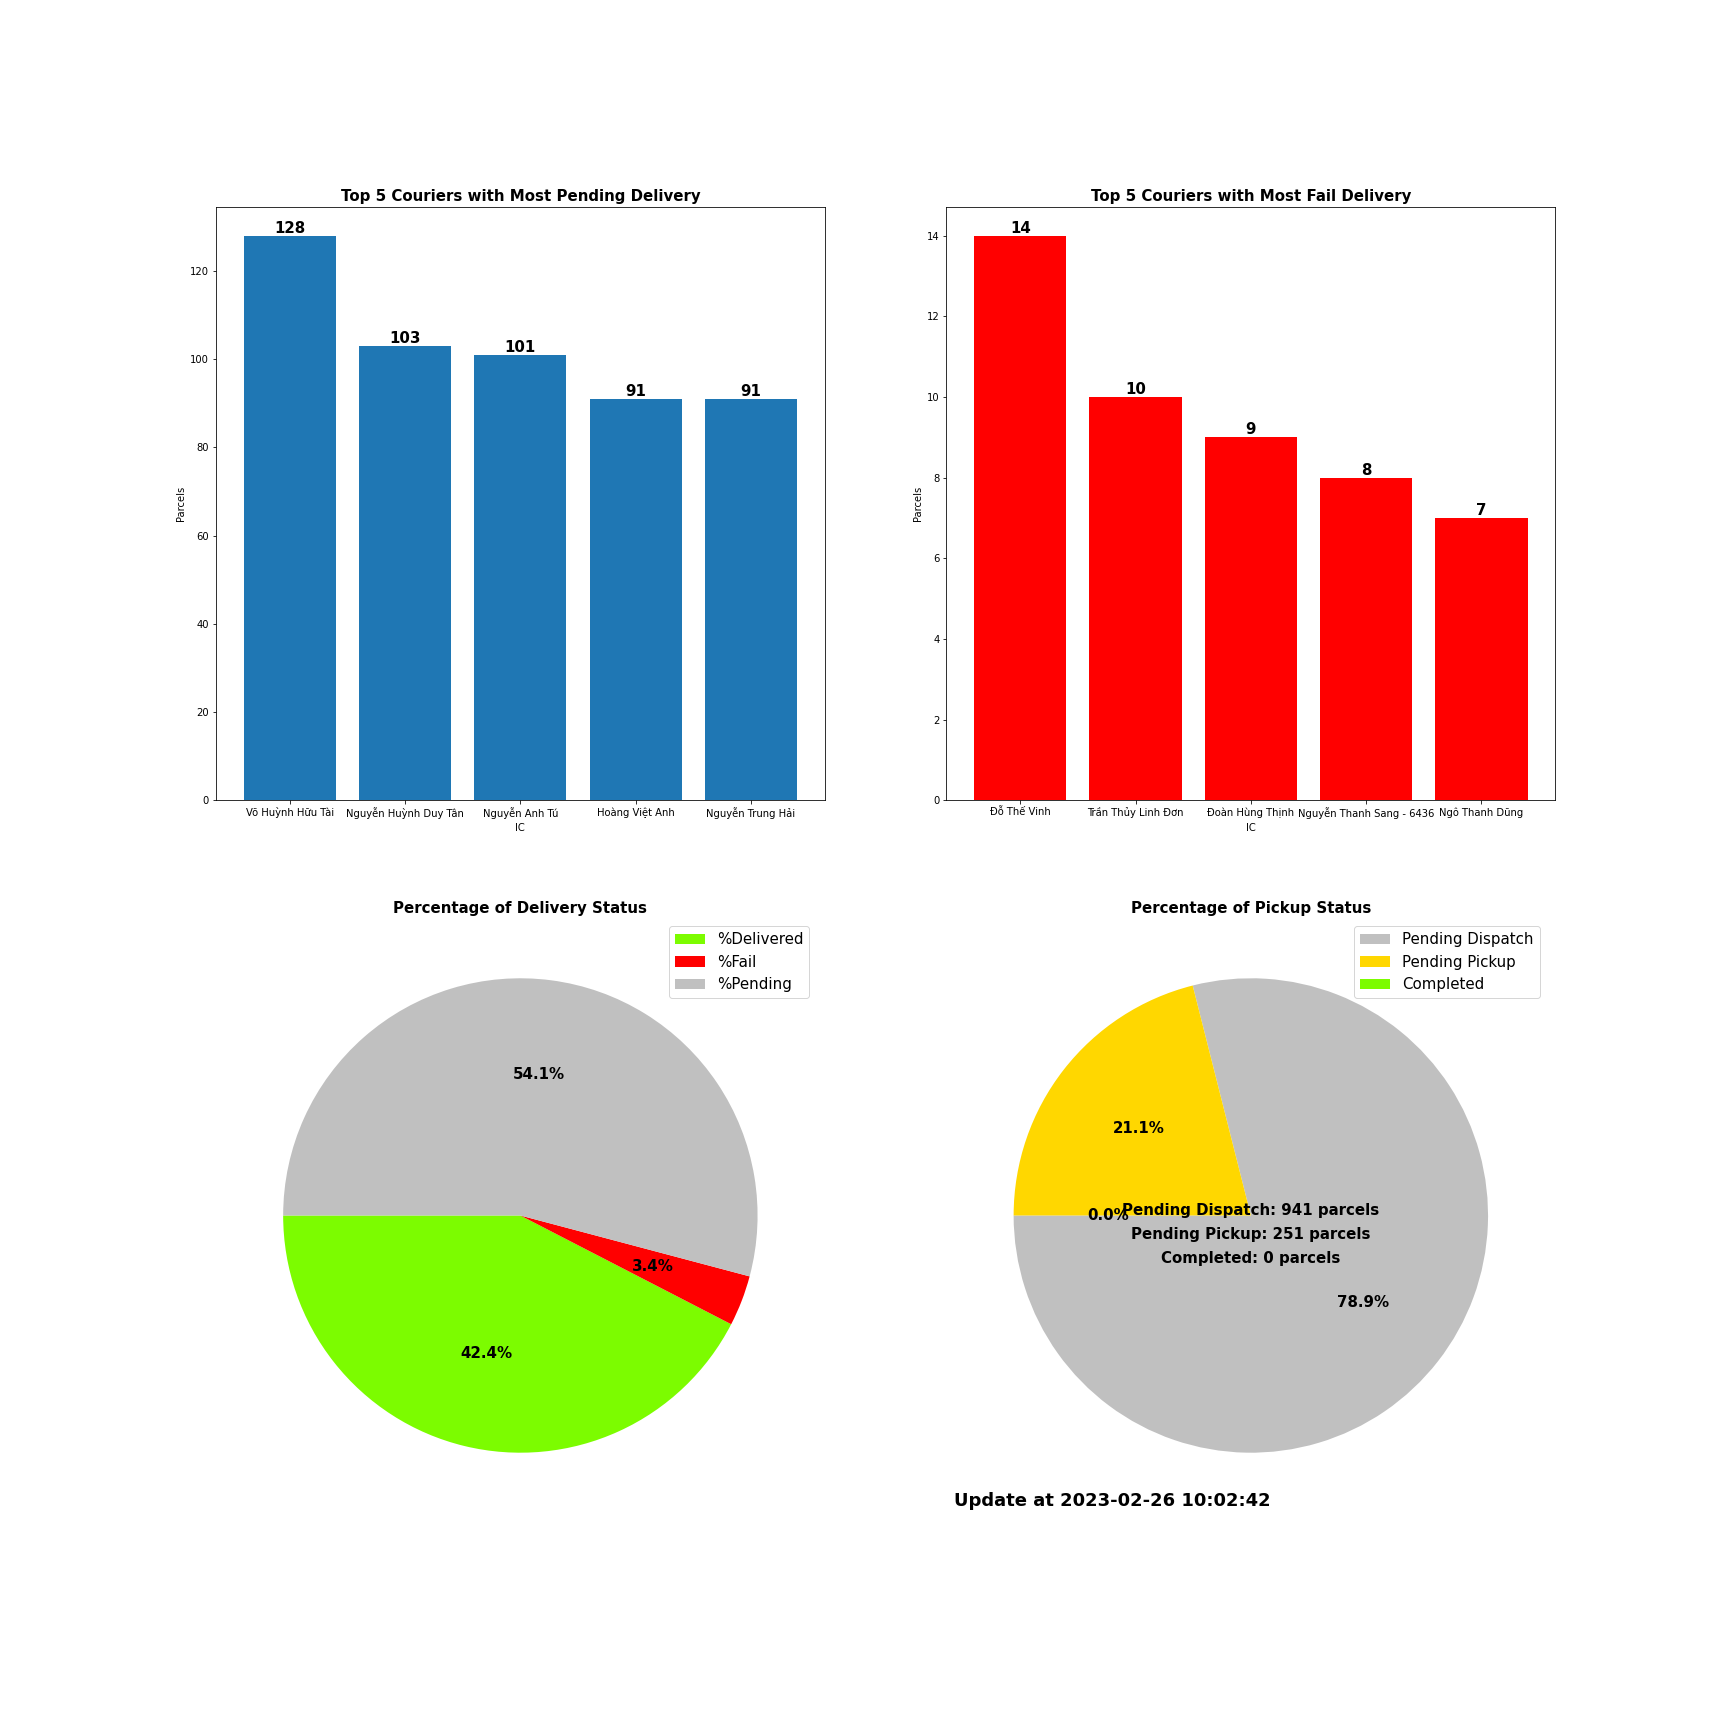 Top 5 Couriers with Most Pending Delivery
128
103
101
91
91
120
100
80
60
40
20
0
Parcels
Võ Huỳnh Hữu Tài
Nguyễn Huỳnh Duy Tân
Nguyễn Anh Tú
Hoàng Việt Anh
Nguyễn Trung Hải
IC
Top 5 Couriers with Most Fail Delivery
14
10
9
8
7
14
12
10
8
6
4
2
0
Parcels
Đỗ Thế Vinh
Trần Thủy Linh Đơn
Đoàn Hùng Thịnh
Nguyễn Thanh Sang - 6436
Ngô Thanh Dũng
IC
Percentage of Delivery Status
%Delivered
%Fail
%Pending
54.1%
3.4%
42.4%
Percentage of Pickup Status
Pending Dispatch
Pending Pickup
Completed
21.1%
0.0%
Pending Dispatch: 941 parcels
Pending Pickup: 251 parcels
Completed: 0 parcels
78.9%
Update at 2023-02-26 10:02:42